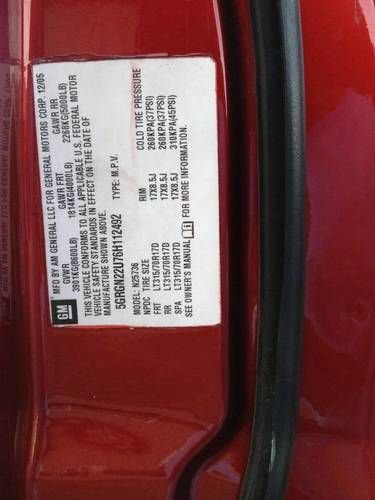 GM
MFD BY AM GENERAL LLC FOR GENERAL MOTORS CORP. 12/05
GVWR GAWR FRT GAWR RR
3901KG(8600LB) 1814KG(4000LB) 2268KG(5000LB)
THIS VEHICLE CONFORMS TO ALL APPLICABLE U.S. FEDERAL MOTOR
VEHICLE SAFETY STANDARDS IN EFFECT ON THE DATE OF
MANUFACTURE SHOWN ABOVE.
5GRGN22U76H112492 TYPE: M.P.V.
MODEL: N25736
NPDC TIRE SIZE RIM COLD TIRE PRESSURE
FRT LT315/70R17D 17X8.5J 260KPA(37PSI)
RR LT315/70R17D 17X8.5J 260KPA(37PSI)
SPA LT315/70R17D 17X8.5J 310KPA(45PSI)
SEE OWNER'S MANUAL FOR MORE INFORMATION